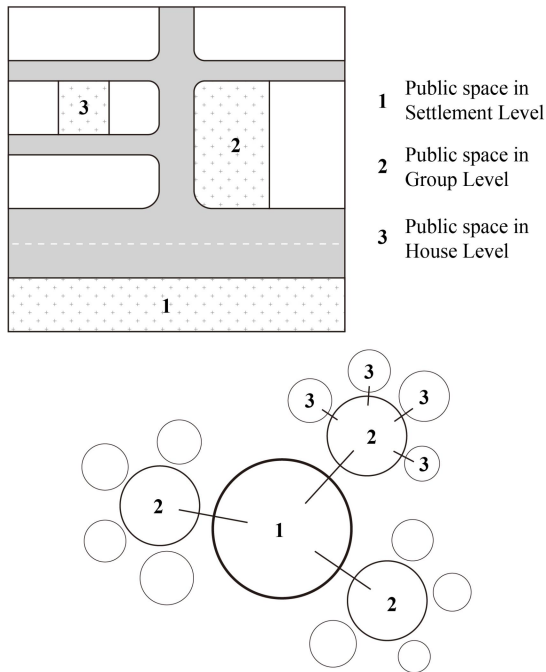 3
2
1
1 Public space in
Settlement Level
2 Public space in
Group Level
3 Public space in
House Level
3
3
3
2
3
2
1
2